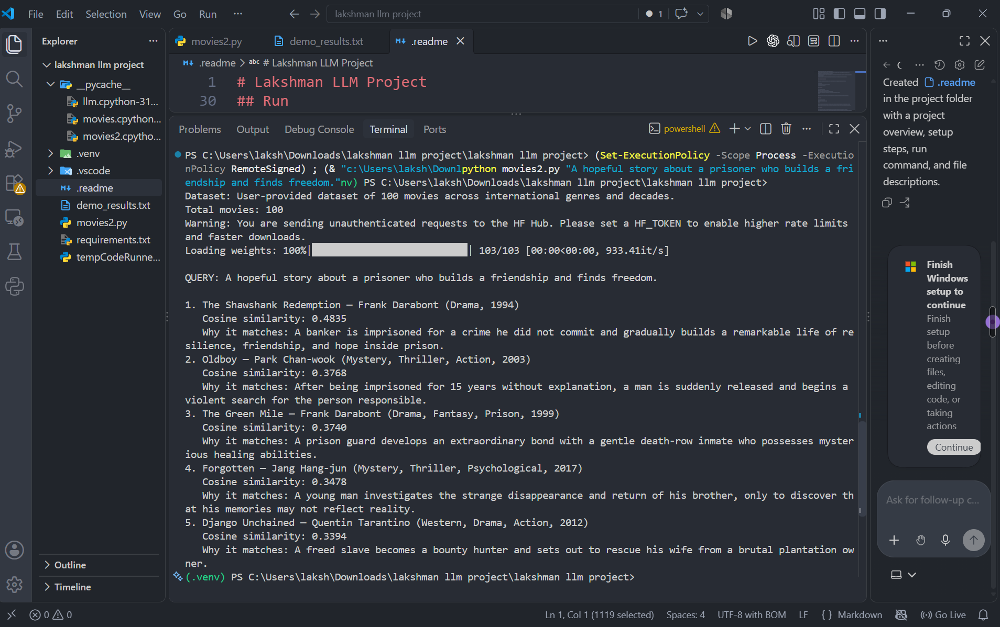 File Edit Selection View Go Run ···
lakshman llm project
1
Explorer
lakshman llm project
__pycache__
llm.cpython-31...
movies.cpython...
movies2.cpytho...
.venv
.vscode
.readme
demo_results.txt
movies2.py
requirements.txt
tempCodeRunne...
Outline
Timeline
movies2.py demo_results.txt .readme
.readme > abc # Lakshman LLM Project
1 # Lakshman LLM Project
30 ## Run
Problems Output Debug Console Terminal Ports
powershell
PS C:\Users\laksh\Downloads\lakshman llm project\lakshman llm project> (Set-ExecutionPolicy -Scope Process -Executio
nPolicy RemoteSigned) ; (& "c:\Users\laksh\Downlpython movies2.py "A hopeful story about a prisoner who builds a fri
endship and finds freedom."nv) PS C:\Users\laksh\Downloads\lakshman llm project\lakshman llm project>
Dataset: User-provided dataset of 100 movies across international genres and decades.
Total movies: 100
Warning: You are sending unauthenticated requests to the HF Hub. Please set a HF_TOKEN to enable higher rate limits
and faster downloads.
Loading weights: 100%| | 103/103 [00:00<00:00, 933.41it/s]
QUERY: A hopeful story about a prisoner who builds a friendship and finds freedom.
1. The Shawshank Redemption — Frank Darabont (Drama, 1994)
Cosine similarity: 0.4835
Why it matches: A banker is imprisoned for a crime he did not commit and gradually builds a remarkable life of re
silience, friendship, and hope inside prison.
2. Oldboy — Park Chan-wook (Mystery, Thriller, Action, 2003)
Cosine similarity: 0.3768
Why it matches: After being imprisoned for 15 years without explanation, a man is suddenly released and begins a
violent search for the person responsible.
3. The Green Mile — Frank Darabont (Drama, Fantasy, Prison, 1999)
Cosine similarity: 0.3740
Why it matches: A prison guard develops an extraordinary bond with a gentle death-row inmate who possesses myster
ious healing abilities.
4. Forgotten — Jang Hang-jun (Mystery, Thriller, Psychological, 2017)
Cosine similarity: 0.3478
Why it matches: A young man investigates the strange disappearance and return of his brother, only to discover th
at his memories may not reflect reality.
5. Django Unchained — Quentin Tarantino (Western, Drama, Action, 2012)
Cosine similarity: 0.3394
Why it matches: A freed slave becomes a bounty hunter and sets out to rescue his wife from a brutal plantation ow
ner.
(.venv) PS C:\Users\laksh\Downloads\lakshman llm project\lakshman llm project>
C ···
Created .readme
in the project folder
with a project
overview, setup
steps, run
command, and file
descriptions.
Finish
Windows
setup to
continue
Finish
setup
before
creating
files,
editing
code, or
taking
actions
Continue
Ask for follow-up c...
0 0
Ln 1, Col 1 (1119 selected) Spaces: 4 UTF-8 with BOM LF {} Markdown Go Live